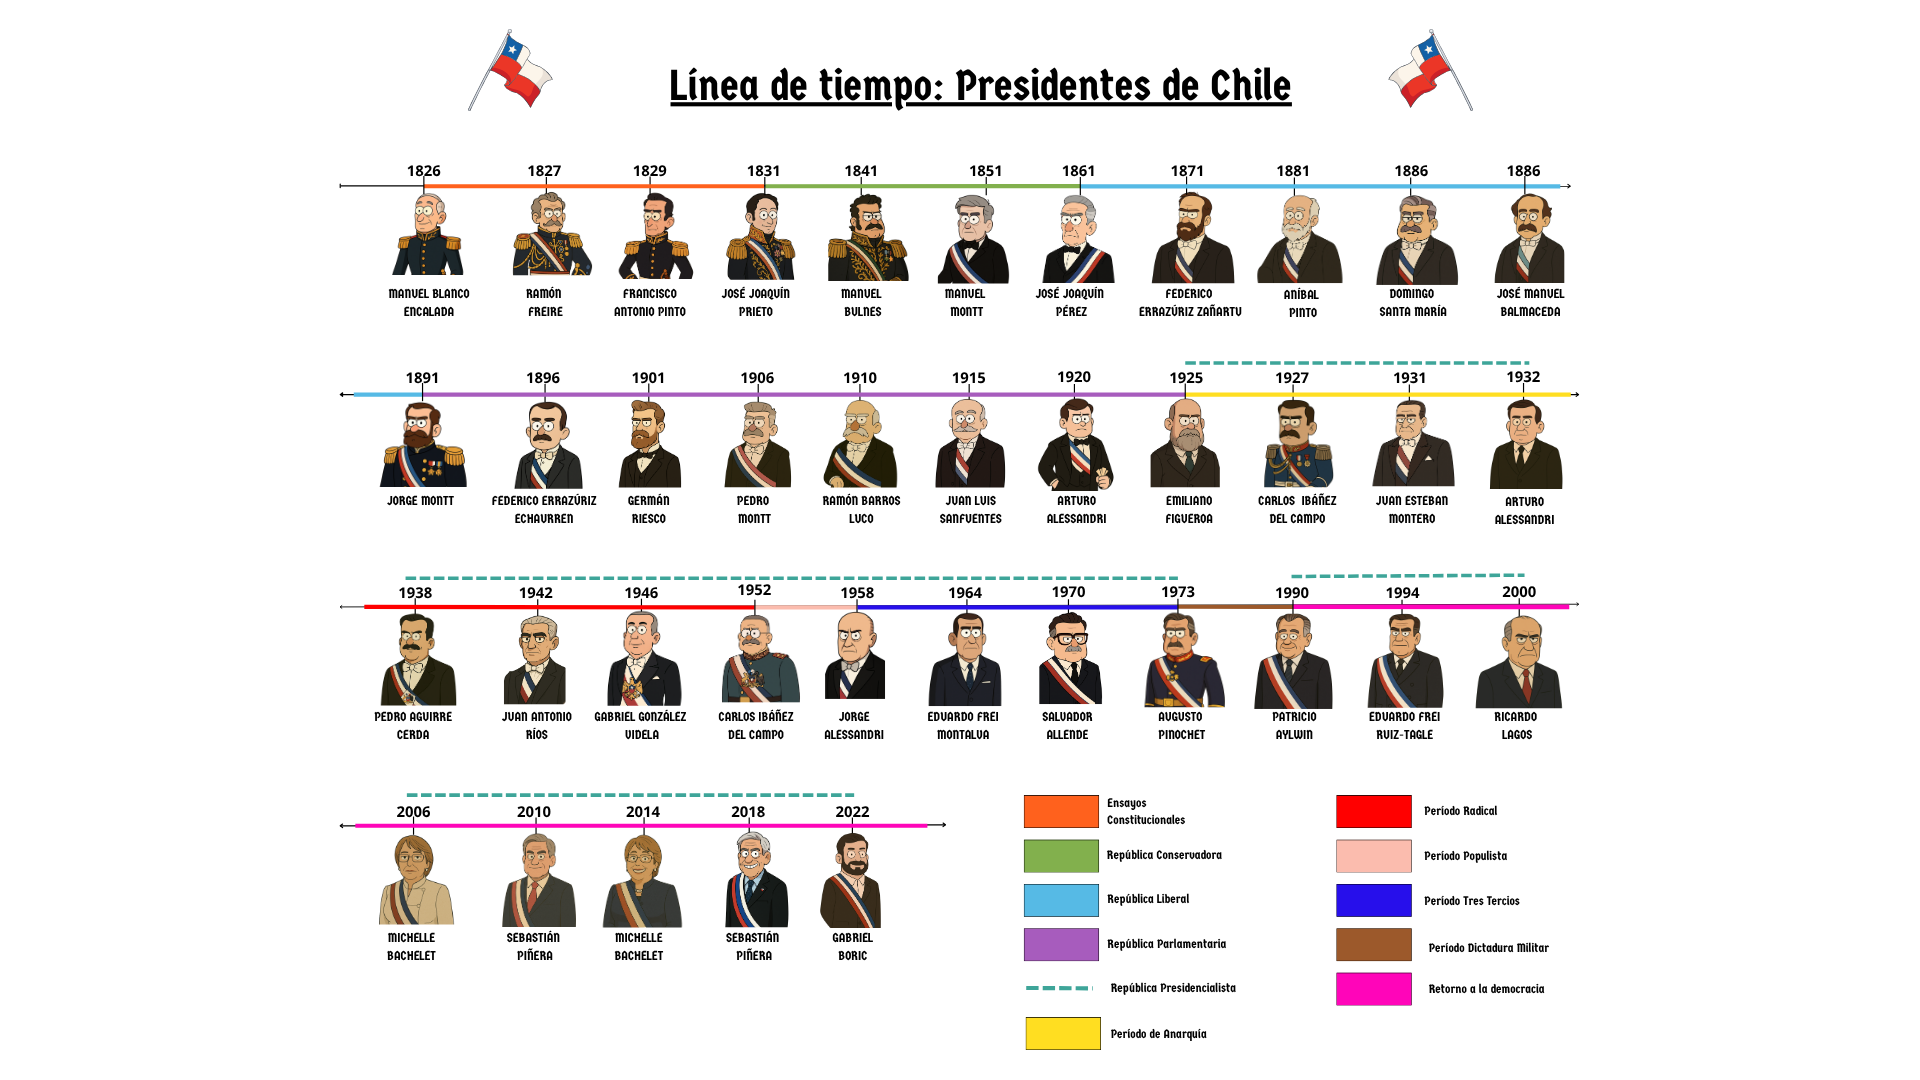 Línea de tiempo: Presidentes de Chile
1826 1827 1829 1831 1841 1851 1861 1871 1881 1886 1886
MANUEL BLANCO ENCALADA
RAMÓN FREIRE
FRANCISCO ANTONIO PINTO
JOSÉ JOAQUÍN PRIETO
MANUEL BULNES
MANUEL MONTT
JOSÉ JOAQUÍN PÉREZ
FEDERICO ERRAZÚRIZ ZAÑARTU
ANÍBAL PINTO
DOMINGO SANTA MARÍA
JOSÉ MANUEL BALMACEDA
1891 1896 1901 1906 1910 1915 1920 1925 1927 1931 1932
JORGE MONTT
FEDERICO ERRAZÚRIZ ECHAURREN
GERMÁN RIESCO
PEDRO MONTT
RAMÓN BARROS LUCO
JUAN LUIS SANFUENTES
ARTURO ALESSANDRI
EMILIANO FIGUEROA
CARLOS IBÁÑEZ DEL CAMPO
JUAN ESTEBAN MONTERO
ARTURO ALESSANDRI
1938 1942 1946 1952 1958 1964 1970 1973 1990 1994 2000
PEDRO AGUIRRE CERDA
JUAN ANTONIO RÍOS
GABRIEL GONZÁLEZ VIDELA
CARLOS IBÁÑEZ DEL CAMPO
JORGE ALESSANDRI
EDUARDO FREI MONTALVA
SALVADOR ALLENDE
AUGUSTO PINOCHET
PATRICIO AYLWIN
EDUARDO FREI RUIZ-TAGLE
RICARDO LAGOS
2006 2010 2014 2018 2022
MICHELLE BACHELET
SEBASTIÁN PIÑERA
MICHELLE BACHELET
SEBASTIÁN PIÑERA
GABRIEL BORIC
Ensayos
Constitucionales
República Conservadora
República Liberal
República Parlamentaria
República Presidencialista
Período de Anarquía
Período Radical
Período Populista
Período Tres Tercios
Período Dictadura Militar
Retorno a la democracia